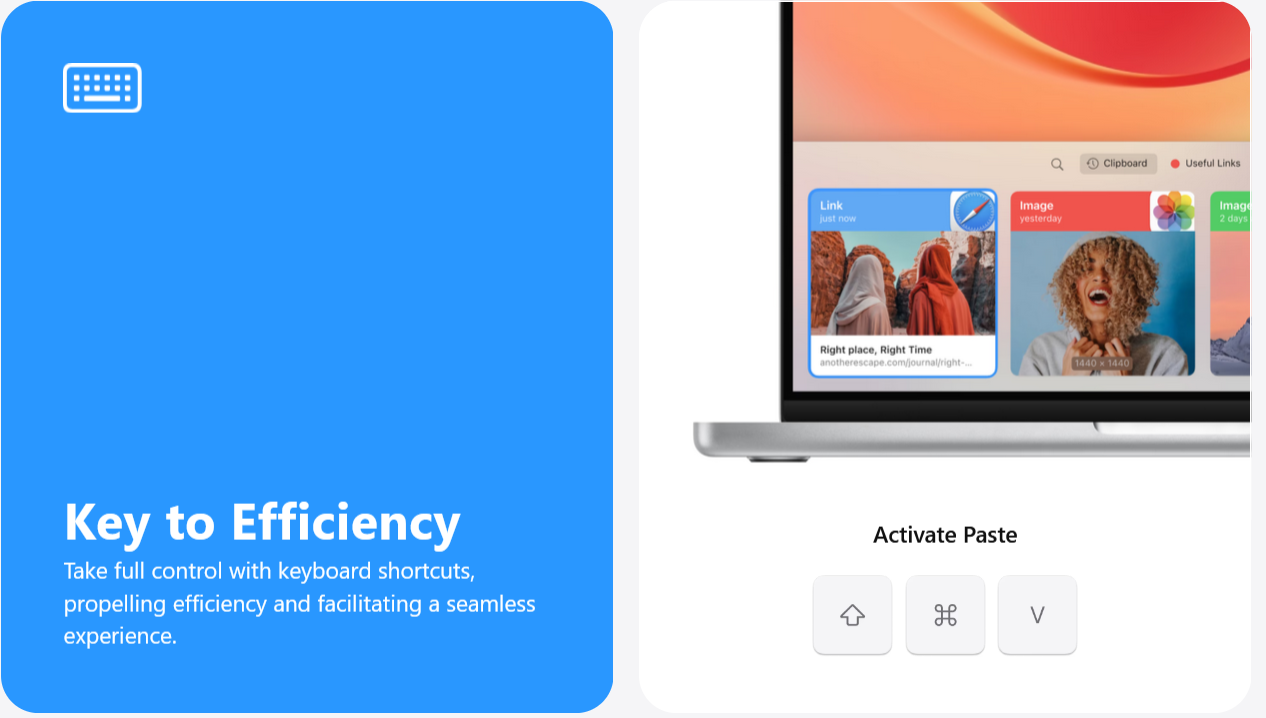 Key to Efficiency
Take full control with keyboard shortcuts,
propelling efficiency and facilitating a seamless
experience.
Clipboard
Useful Links
Link
just now
Right place, Right Time
anotherescape.com/journal/right-...
Image
yesterday
1440 × 1440
Image
2 days
Activate Paste
⇧ ⌘ V